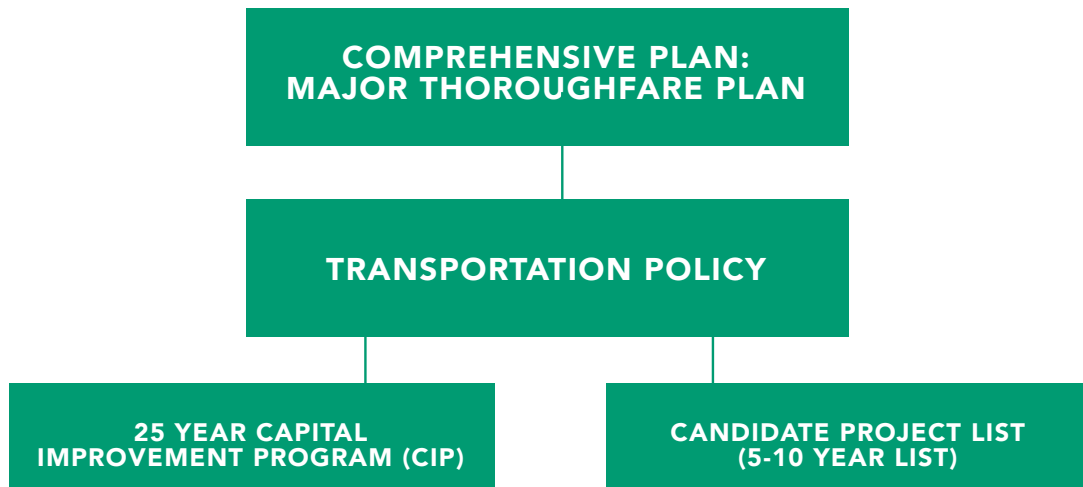 COMPREHENSIVE PLAN:
MAJOR THOROUGHFARE PLAN
TRANSPORTATION POLICY
25 YEAR CAPITAL
IMPROVEMENT PROGRAM (CIP)
CANDIDATE PROJECT LIST
(5-10 YEAR LIST)